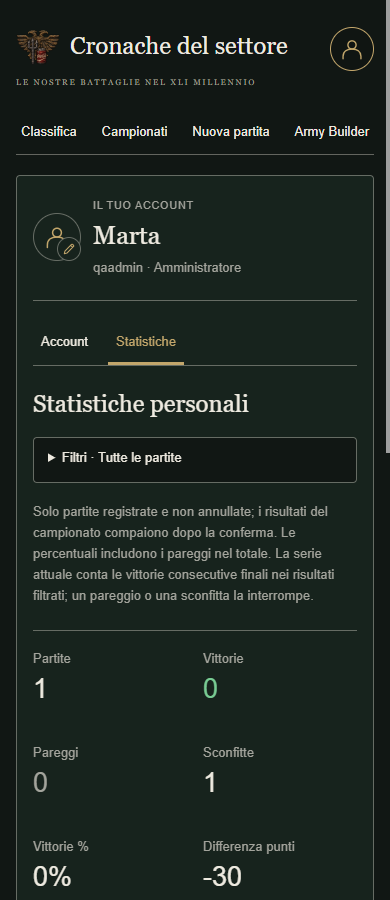 Cronache del settore
LE NOSTRE BATTAGLIE NEL XLI MILLENNIO
Classifica Campionati Nuova partita Army Builder
IL TUO ACCOUNT
Marta
qaadmin · Amministratore
Account Statistiche
Statistiche personali
▶ Filtri · Tutte le partite
Solo partite registrate e non annullate; i risultati del
campionato compaiono dopo la conferma. Le
percentuali includono i pareggi nel totale. La serie
attuale conta le vittorie consecutive finali nei risultati
filtrati; un pareggio o una sconfitta la interrompe.
Partite Vittorie
1 0
Pareggi Sconfitte
0 1
Vittorie % Differenza punti
0% -30